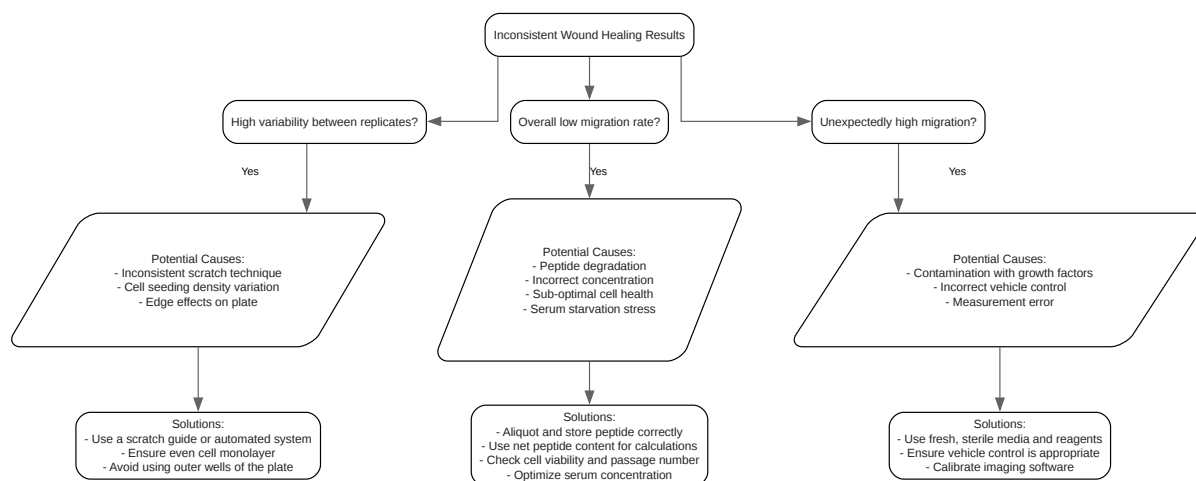 Inconsistent Wound Healing Results
High variability between replicates?
Overall low migration rate?
Unexpectedly high migration?
Yes
Yes
Yes
Potential Causes:
- Inconsistent scratch technique
- Cell seeding density variation
- Edge effects on plate
Potential Causes:
- Peptide degradation
- Incorrect concentration
- Sub-optimal cell health
- Serum starvation stress
Potential Causes:
- Contamination with growth factors
- Incorrect vehicle control
- Measurement error
Solutions:
- Use a scratch guide or automated system
- Ensure even cell monolayer
- Avoid using outer wells of the plate
Solutions:
- Aliquot and store peptide correctly
- Use net peptide content for calculations
- Check cell viability and passage number
- Optimize serum concentration
Solutions:
- Use fresh, sterile media and reagents
- Ensure vehicle control is appropriate
- Calibrate imaging software